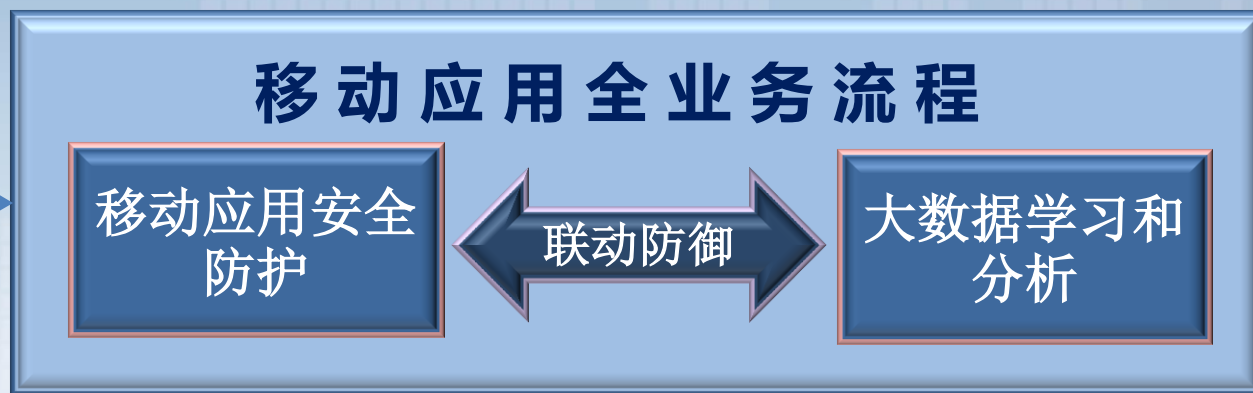 移动应用全业务流程
移动应用安全
防护
联动防御
大数据学习和
分析